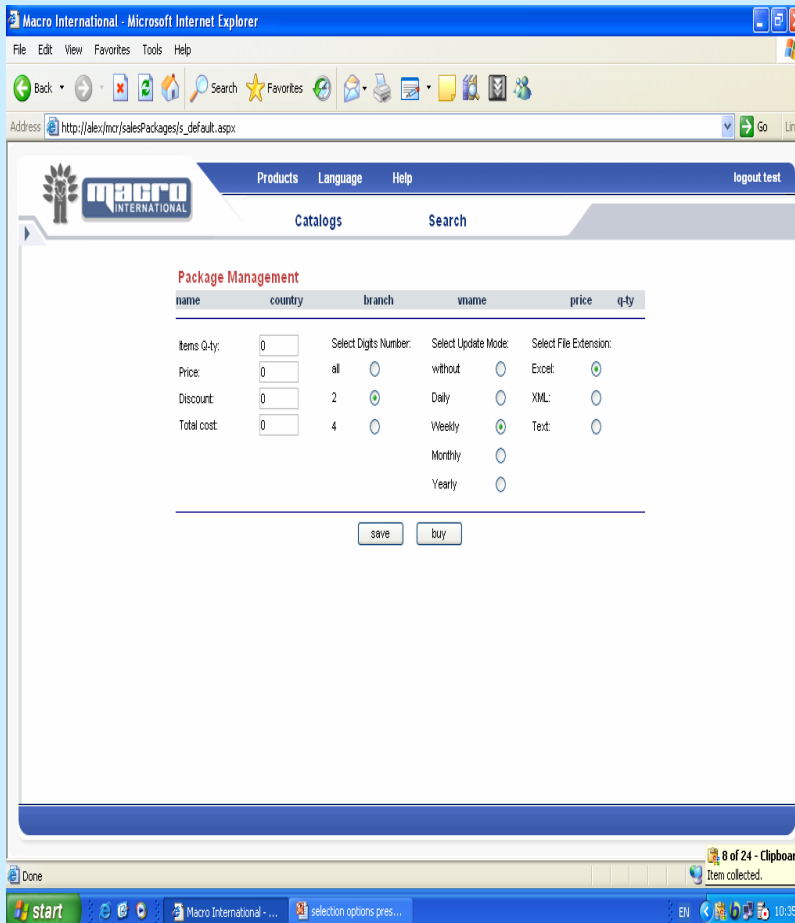 Macro International - Microsoft Internet Explorer
File Edit View Favorites Tools Help
Back Search Favorites
Address http://alex/mcr/salesPackages/s_default.aspx Go Lin
macro
INTERNATIONAL
Products Language Help logout test
Catalogs Search
Package Management
name country branch vname price q-ty
Items Q-ty: 0 Select Digits Number: Select Update Mode: Select File Extension:
Price: 0 all without Excel:
Discount: 0 2 Daily XML:
Total cost: 0 4 Weekly Text:
Monthly
Yearly
save buy
8 of 24 - Clipboar
Item collected.
Done
start Macro International - ... selection options pres... EN 10:35